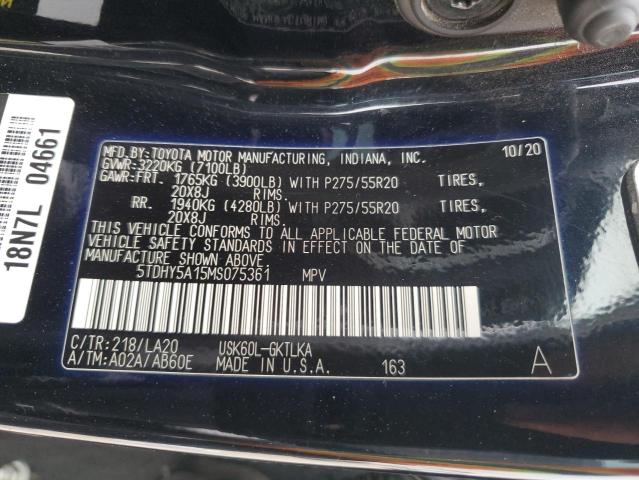 MFD.BY:TOYOTA MOTOR MANUFACTURING, INDIANA, INC. 10/20
GVWR-3220KG (7100LB)
GAWR:FRT. 1765KG (3900LB) WITH P275/55R20 TIRES,
20X8J RIMS.
RR. 1940KG (4280LB) WITH P275/55R20 TIRES,
20X8J RIMS.
THIS VEHICLE CONFORMS TO ALL APPLICABLE FEDERAL MOTOR
VEHICLE SAFETY STANDARDS IN EFFECT ON THE DATE OF
MANUFACTURE SHOWN ABOVE
5TDHY5A15MS075361 MPV
C/TR:218/LA20 USK60L-GKTLKA
A/TM:A02A/AB60E MADE IN U.S.A. 163 A
18N7L 04661